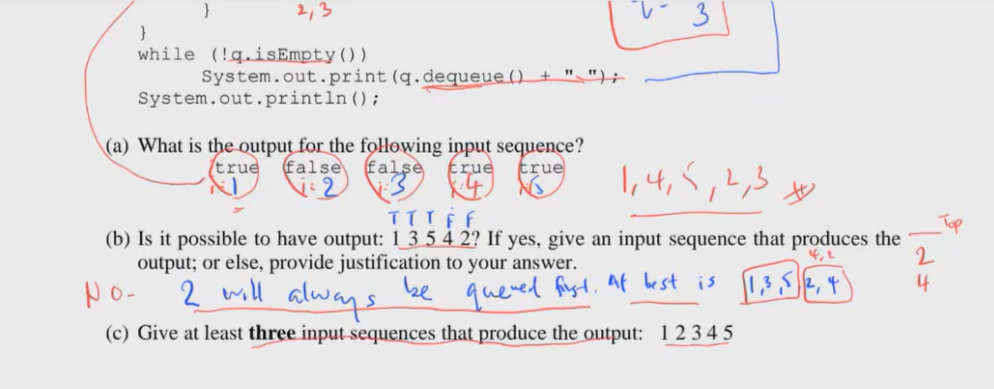 } 2,3
}
3
while (!q.isEmpty())
System.out.print(q.dequeue() + " ");
System.out.println();
(a) What is the output for the following input sequence?
true false false true true
i:1 i:2 i:3 i:4 i:5
1,4,5,2,3
T T T F F
(b) Is it possible to have output: 1 3 5 4 2? If yes, give an input sequence that produces the
Top
output; or else, provide justification to your answer.
4,2
2
4
NO- 2 will always be queued first. At best is 1,3,5 2,4
(c) Give at least three input sequences that produce the output: 1 2 3 4 5